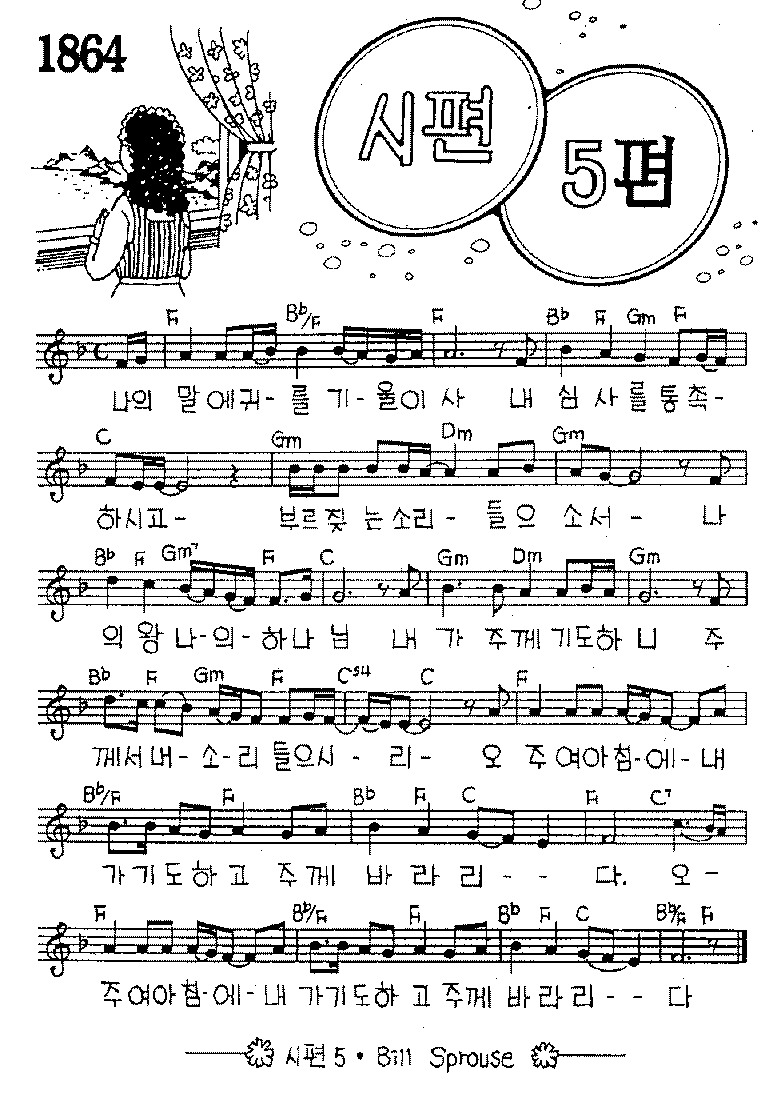 1864
시편
5편
F Bb/F F Bb F Gm F
나의 말에귀- 를 기-울이 사 내 심 사 를 통촉-
C Gm Dm Gm
하시고- 부르짖 는소리- 들으 소서- 나
Bb F Gm7 F C Gm Dm Gm
의 왕 나-의-하나 님 내 가 주께기도하 니 주
Bb F Gm F Csu4 C F
께서내- 소-리 들으시 - 리- 오 주 여아침-에-내
Bb/F F Bb F C F C7
가기도하고 주께 바 라 리 - - 다. 오-
F Bb/F F Bb F C Bb/F F
주여아침-에-내 가기도하 고 주께 바라리 - - 다
시편 5 • Bill Sprouse